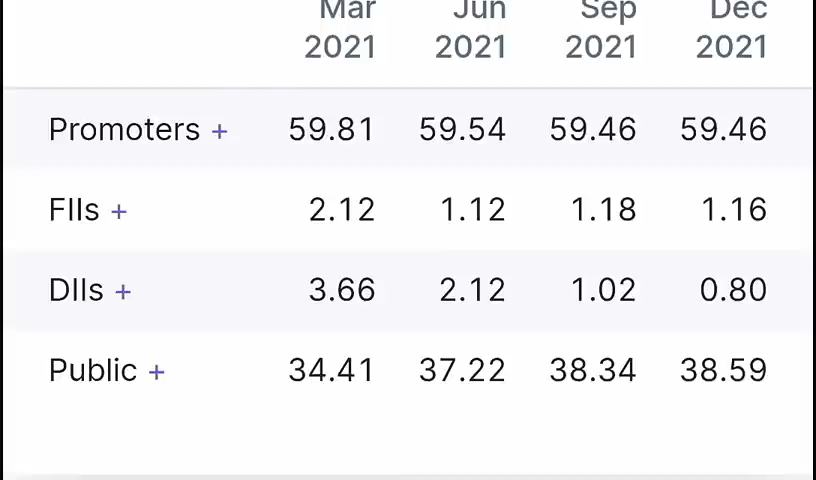 Mar Jun Sep Dec
2021 2021 2021 2021
Promoters + 59.81 59.54 59.46 59.46
FIIs + 2.12 1.12 1.18 1.16
DIIs + 3.66 2.12 1.02 0.80
Public + 34.41 37.22 38.34 38.59